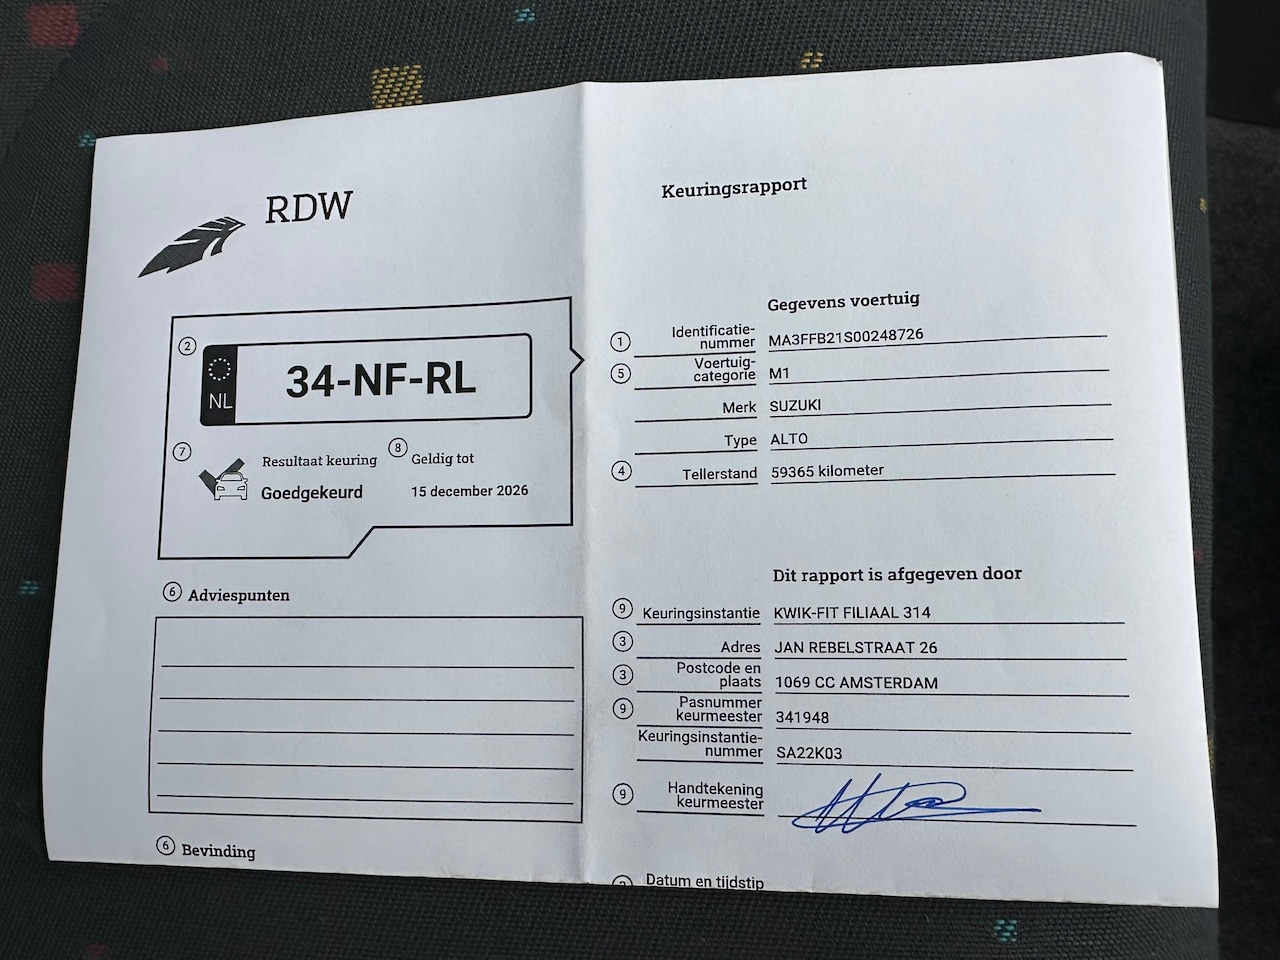 RDW
Keuringsrapport
2
NL
34-NF-RL
7
Resultaat keuring
Goedgekeurd
8
Geldig tot
15 december 2026
6 Adviespunten
6 Bevinding
Gegevens voertuig
1 Identificatie-
nummer MA3FFB21S00248726
5 Voertuig-
categorie M1
Merk SUZUKI
Type ALTO
4 Tellerstand 59365 kilometer
Dit rapport is afgegeven door
9 Keuringsinstantie KWIK-FIT FILIAAL 314
3 Adres JAN REBELSTRAAT 26
3 Postcode en
plaats 1069 CC AMSTERDAM
9 Pasnummer
keurmeester 341948
Keuringsinstantie-
nummer SA22K03
9 Handtekening
keurmeester
Datum en tijdstip